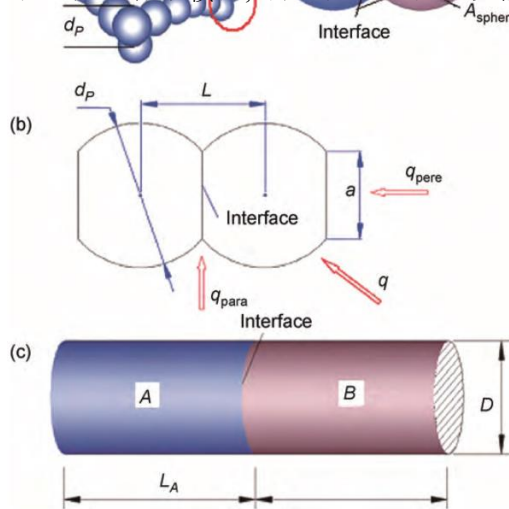 d_P
Interface
A_spher
(b)
d_P
L
Interface
a
q_pere
q_para
q
Interface
(c)
A
B
D
L_A